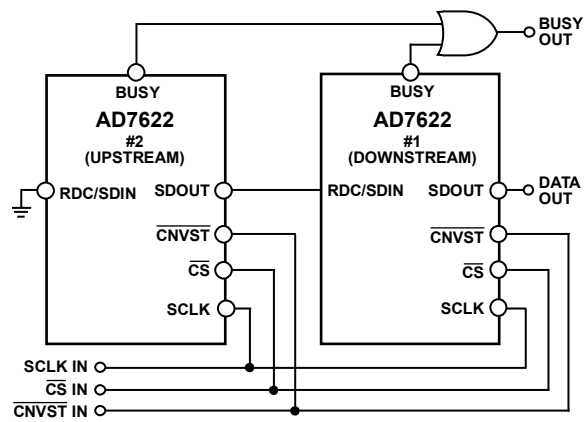 BUSY
OUT
BUSY
AD7622
#2
(UPSTREAM)
RDC/SDIN
SDOUT
CNVST
CS
SCLK
BUSY
AD7622
#1
(DOWNSTREAM)
RDC/SDIN
SDOUT
CNVST
CS
SCLK
DATA
OUT
SCLK IN
CS IN
CNVST IN